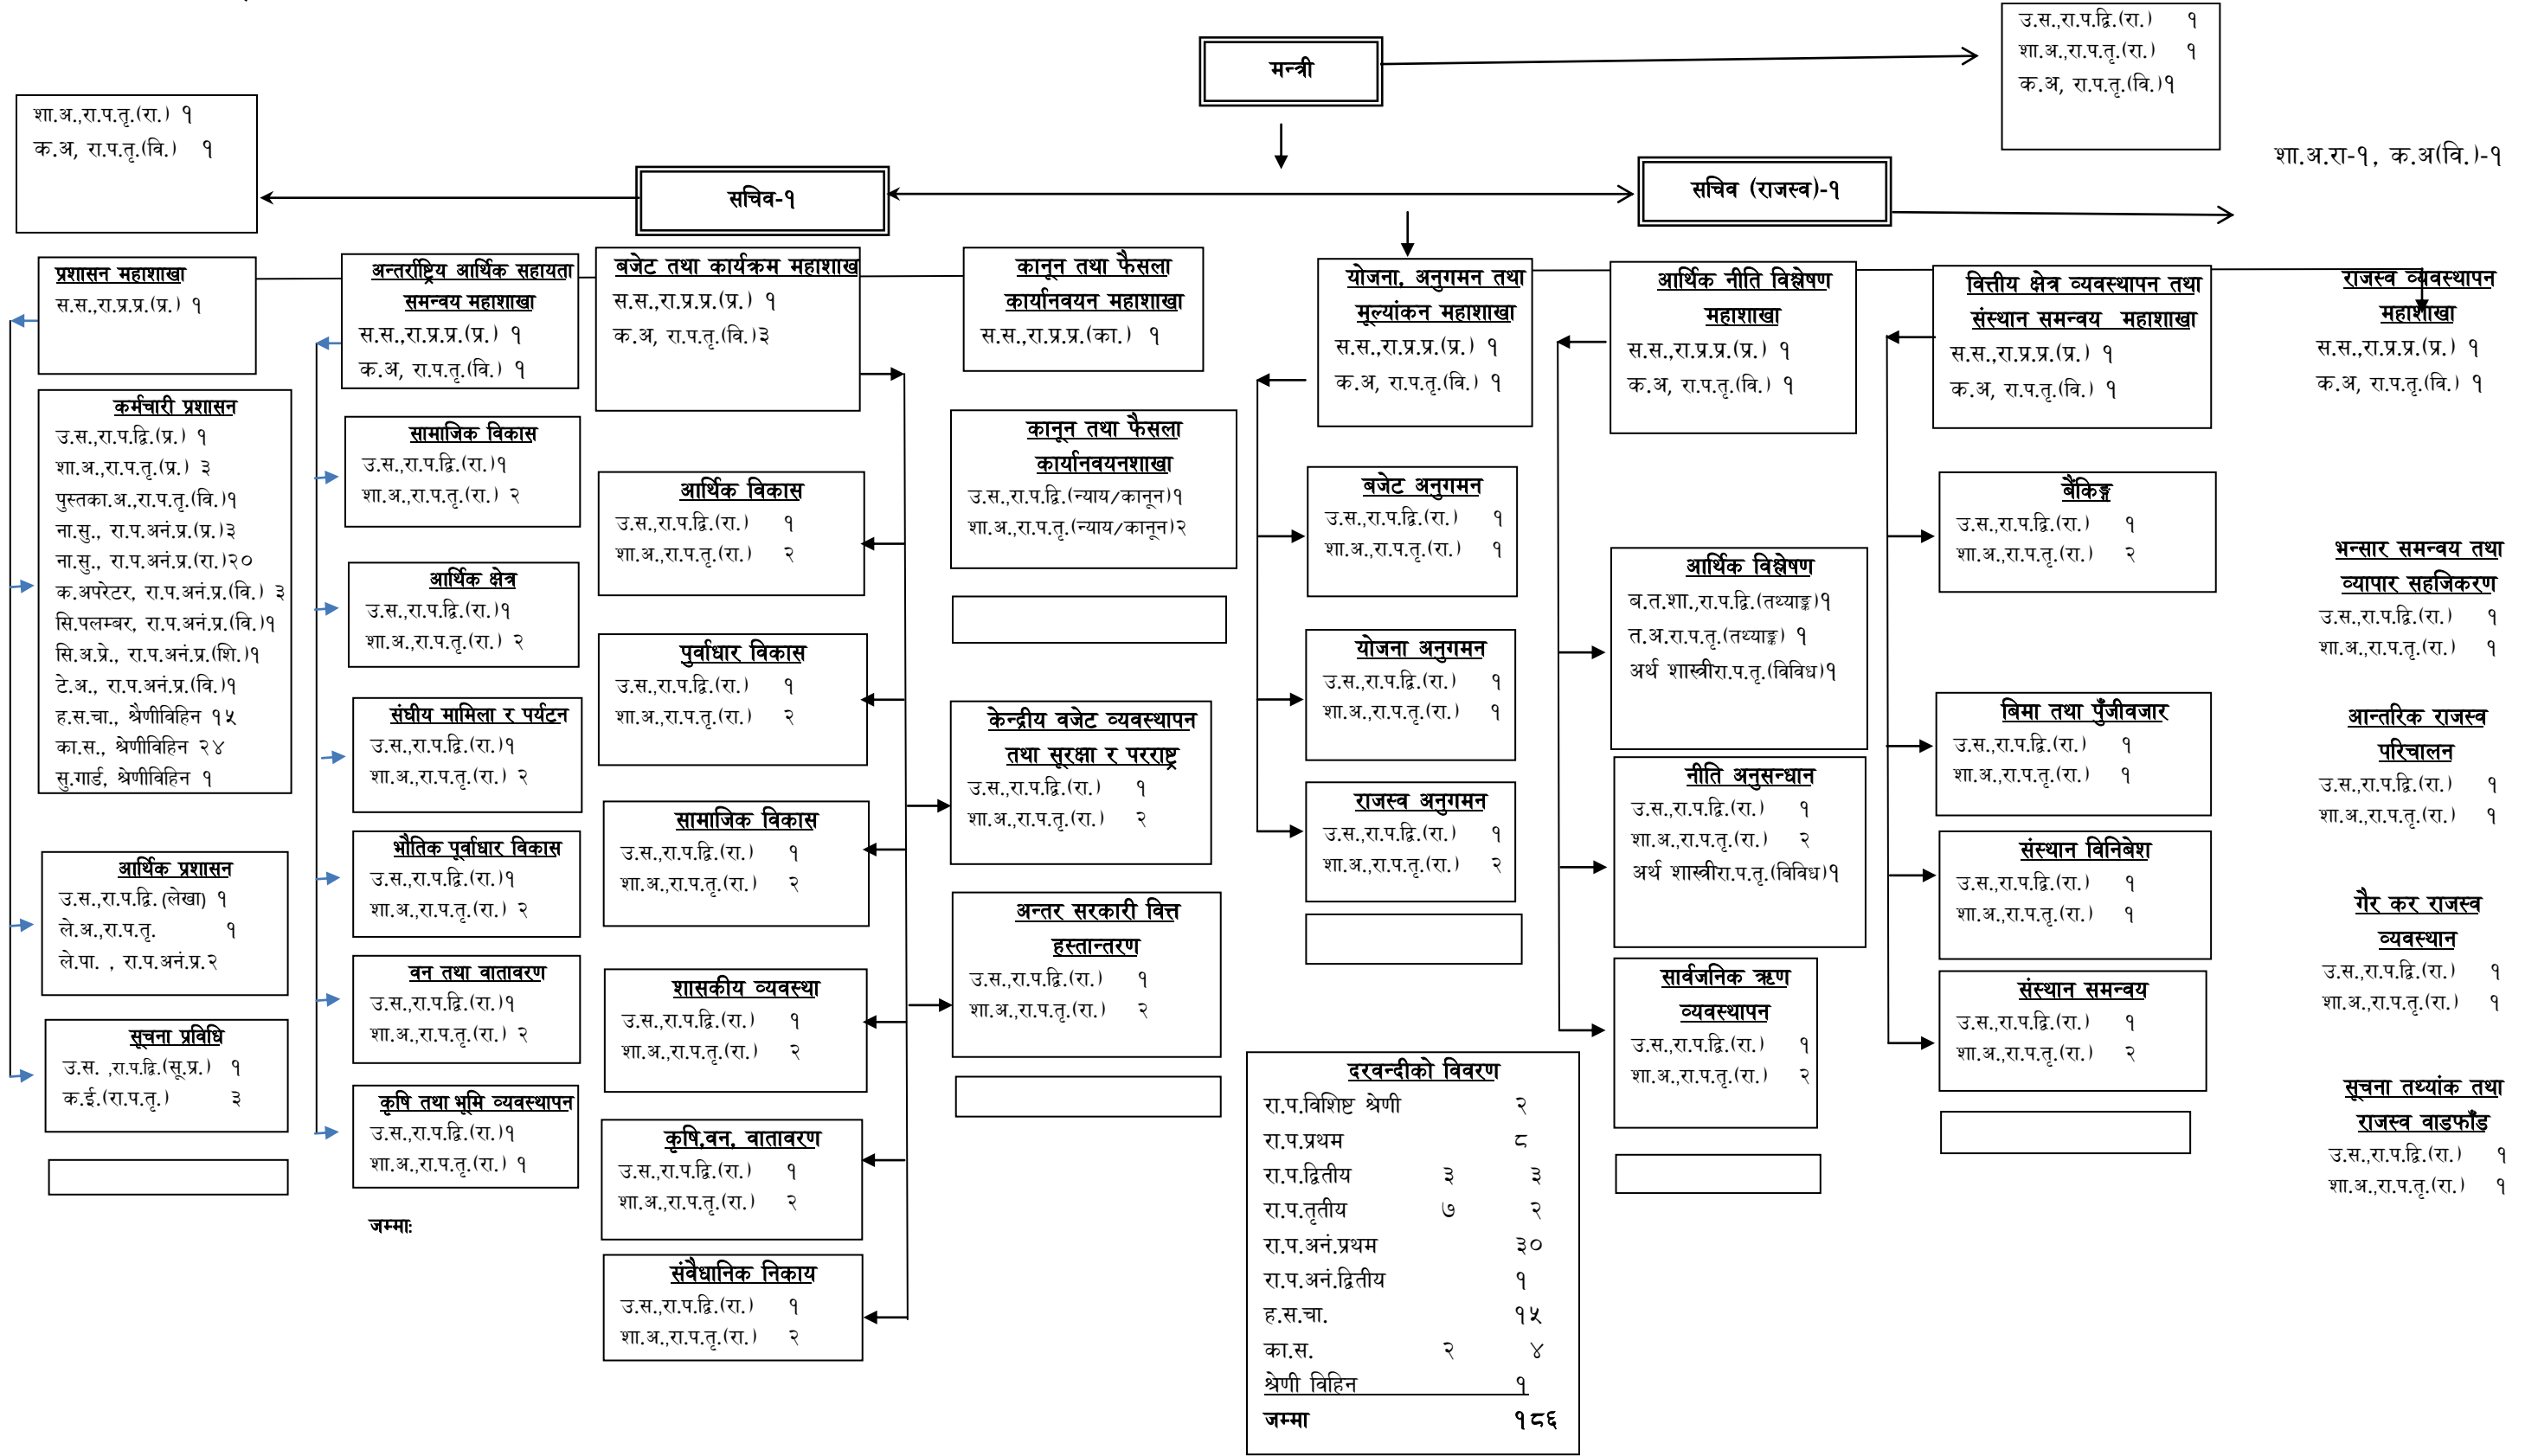 उ.स.,रा.प.द्वि.(रा.) १
शा.अ.,रा.प.तृ.(रा.) १
क.अ, रा.प.तृ.(वि.)१
मन्त्री
शा.अ.,रा.प.तृ.(रा.) १
क.अ, रा.प.तृ.(वि.) १
शा.अ.रा-१, क.अ(वि.)-१
सचिव-१
सचिव (राजस्व)-१
प्रशासन महाशाखा
स.स.,रा.प्र.प्र.(प्र.) १
कर्मचारी प्रशासन
उ.स.,रा.प.द्वि.(प्र.) १
शा.अ.,रा.प.तृ.(प्र.) ३
पुस्तका.अ.,रा.प.तृ.(वि.)१
ना.सु., रा.प.अनं.प्र.(प्र.)३
ना.सु., रा.प.अनं.प्र.(रा.)२०
क.अपरेटर, रा.प.अनं.प्र.(वि.) ३
सि.पलम्बर, रा.प.अनं.प्र.(वि.)१
सि.अ.प्रे., रा.प.अनं.प्र.(शि.)१
टे.अ., रा.प.अनं.प्र.(वि.)१
ह.स.चा., श्रैणीविहिन १५
का.स., श्रेणीविहिन २४
सु.गार्ड, श्रेणीविहिन १
आर्थिक प्रशासन
उ.स.,रा.प.द्वि. (लेखा) १
ले.अ.,रा.प.तृ. १
ले.पा. , रा.प.अनं.प्र.२
सूचना प्रविधि
उ.स. ,रा.प.द्वि.(सू.प्र.) १
क.ई.(रा.प.तृ.) ३
अन्तर्राष्ट्रिय आर्थिक सहायता
समन्वय महाशाखा
स.स.,रा.प्र.प्र.(प्र.) १
क.अ, रा.प.तृ.(वि.) १
सामाजिक विकास
उ.स.,रा.प.द्वि.(रा.)१
शा.अ.,रा.प.तृ.(रा.) २
आर्थिक क्षेत्र
उ.स.,रा.प.द्वि.(रा.)१
शा.अ.,रा.प.तृ.(रा.) २
संघीय मामिला र पर्यटन
उ.स.,रा.प.द्वि.(रा.)१
शा.अ.,रा.प.तृ.(रा.) २
भौतिक पूर्वाधार विकास
उ.स.,रा.प.द्वि.(रा.)१
शा.अ.,रा.प.तृ.(रा.) २
वन तथा वातावरण
उ.स.,रा.प.द्वि.(रा.)१
शा.अ.,रा.प.तृ.(रा.) २
कृषि तथा भूमि व्यवस्थापन
उ.स.,रा.प.द्वि.(रा.)१
शा.अ.,रा.प.तृ.(रा.) १
जम्माः
बजेट तथा कार्यक्रम महाशाख
स.स.,रा.प्र.प्र.(प्र.) १
क.अ, रा.प.तृ.(वि.)३
आर्थिक विकास
उ.स.,रा.प.द्वि.(रा.) १
शा.अ.,रा.प.तृ.(रा.) २
पुर्वाधार विकास
उ.स.,रा.प.द्वि.(रा.) १
शा.अ.,रा.प.तृ.(रा.) २
सामाजिक विकास
उ.स.,रा.प.द्वि.(रा.) १
शा.अ.,रा.प.तृ.(रा.) २
शासकीय व्यवस्था
उ.स.,रा.प.द्वि.(रा.) १
शा.अ.,रा.प.तृ.(रा.) २
कृषि,वन, वातावरण
उ.स.,रा.प.द्वि.(रा.) १
शा.अ.,रा.प.तृ.(रा.) २
संवैधानिक निकाय
उ.स.,रा.प.द्वि.(रा.) १
शा.अ.,रा.प.तृ.(रा.) २
कानून तथा फैसला
कार्यानवयन महाशाखा
स.स.,रा.प्र.प्र.(का.) १
कानून तथा फैसला
कार्यानवयनशाखा
उ.स.,रा.प.द्वि.(न्याय/कानून)१
शा.अ.,रा.प.तृ.(न्याय/कानून)२
केन्द्रीय वजेट व्यवस्थापन
तथा सूरक्षा र परराष्ट्र
उ.स.,रा.प.द्वि.(रा.) १
शा.अ.,रा.प.तृ.(रा.) २
अन्तर सरकारी वित्त
हस्तान्तरण
उ.स.,रा.प.द्वि.(रा.) १
शा.अ.,रा.प.तृ.(रा.) २
योजना, अनुगमन तथा
मूल्यांकन महाशाखा
स.स.,रा.प्र.प्र.(प्र.) १
क.अ, रा.प.तृ.(वि.) १
बजेट अनुगमन
उ.स.,रा.प.द्वि.(रा.) १
शा.अ.,रा.प.तृ.(रा.) १
योजना अनुगमन
उ.स.,रा.प.द्वि.(रा.) १
शा.अ.,रा.प.तृ.(रा.) १
राजस्व अनुगमन
उ.स.,रा.प.द्वि.(रा.) १
शा.अ.,रा.प.तृ.(रा.) २
दरवन्दीको विवरण
रा.प.विशिष्ट श्रेणी २
रा.प.प्रथम ८
रा.प.द्वितीय ३ ३
रा.प.तृतीय ७ २
रा.प.अनं.प्रथम ३०
रा.प.अनं.द्वितीय १
ह.स.चा. १५
का.स. २ ४
श्रेणी विहिन १
जम्मा १८६
आर्थिक नीति विश्लेषण
महाशाखा
स.स.,रा.प्र.प्र.(प्र.) १
क.अ, रा.प.तृ.(वि.) १
आर्थिक विश्लेषण
ब.त.शा.,रा.प.द्वि.(तथ्याङ्क)१
त.अ.रा.प.तृ.(तथ्याङ्क) १
अर्थ शास्त्रीरा.प.तृ.(विविध)१
नीति अनुसन्धान
उ.स.,रा.प.द्वि.(रा.) १
शा.अ.,रा.प.तृ.(रा.) २
अर्थ शास्त्रीरा.प.तृ.(विविध)१
सार्वजनिक ऋण
व्यवस्थापन
उ.स.,रा.प.द्वि.(रा.) १
शा.अ.,रा.प.तृ.(रा.) २
वित्तीय क्षेत्र व्यवस्थापन तथा
संस्थान समन्वय महाशाखा
स.स.,रा.प्र.प्र.(प्र.) १
क.अ, रा.प.तृ.(वि.) १
बैंकिङ्ग
उ.स.,रा.प.द्वि.(रा.) १
शा.अ.,रा.प.तृ.(रा.) २
बिमा तथा पुँजीवजार
उ.स.,रा.प.द्वि.(रा.) १
शा.अ.,रा.प.तृ.(रा.) १
संस्थान विनिबेश
उ.स.,रा.प.द्वि.(रा.) १
शा.अ.,रा.प.तृ.(रा.) १
संस्थान समन्वय
उ.स.,रा.प.द्वि.(रा.) १
शा.अ.,रा.प.तृ.(रा.) २
राजस्व व्यवस्थापन
महाशाखा
स.स.,रा.प्र.प्र.(प्र.) १
क.अ, रा.प.तृ.(वि.) १
भन्सार समन्वय तथा
व्यापार सहजिकरण
उ.स.,रा.प.द्वि.(रा.) १
शा.अ.,रा.प.तृ.(रा.) १
आन्तरिक राजस्व
परिचालन
उ.स.,रा.प.द्वि.(रा.) १
शा.अ.,रा.प.तृ.(रा.) १
गैर कर राजस्व
व्यवस्थान
उ.स.,रा.प.द्वि.(रा.) १
शा.अ.,रा.प.तृ.(रा.) १
सूचना तथ्यांक तथा
राजस्व वाडफाँड
उ.स.,रा.प.द्वि.(रा.) १
शा.अ.,रा.प.तृ.(रा.) १